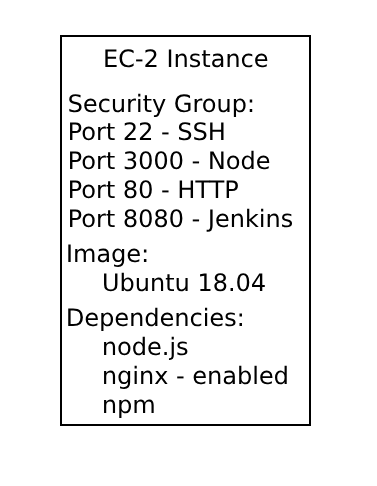 EC-2 Instance
Security Group:
Port 22 - SSH
Port 3000 - Node
Port 80 - HTTP
Port 8080 - Jenkins
Image:
Ubuntu 18.04
Dependencies:
node.js
nginx - enabled
npm